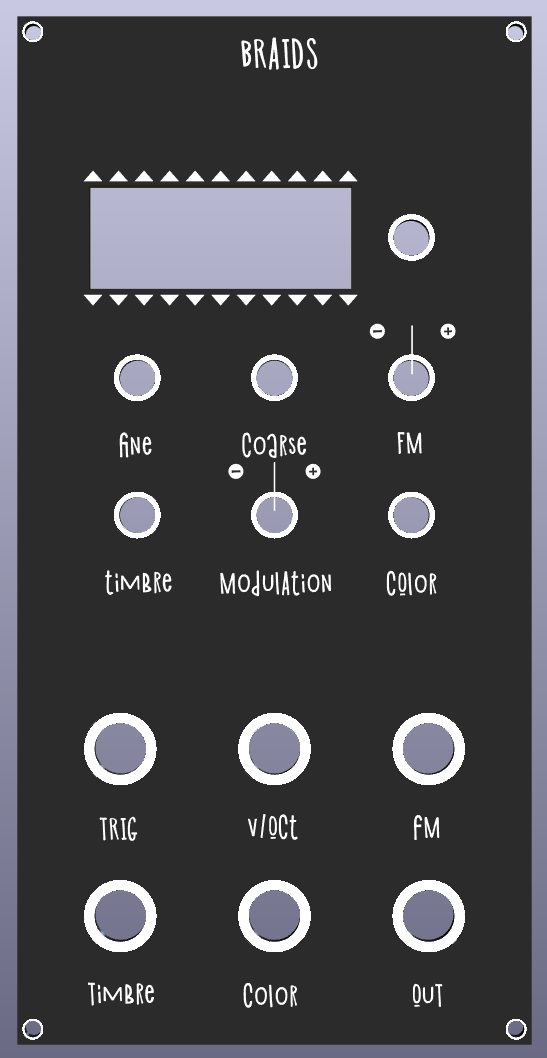 BRAIDS
− +
fine Coarse FM
− +
timbre Modulation Color
TRIG V/OCt FM
Timbre Color OUT